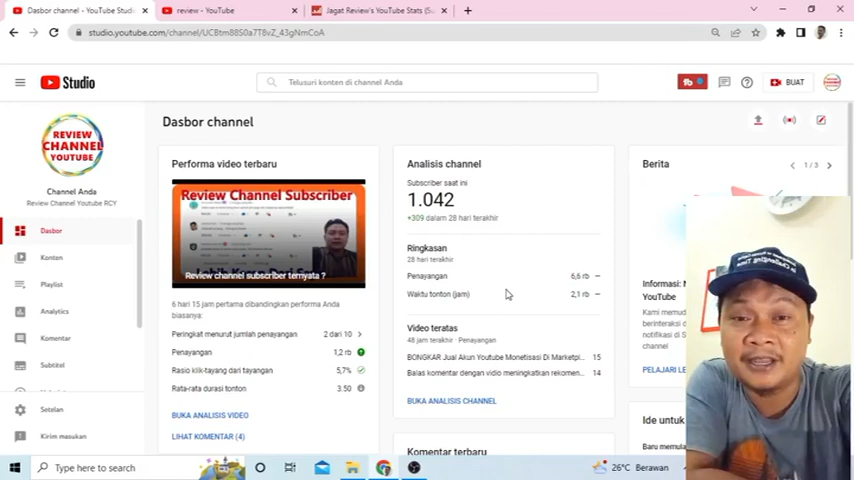 Dasbor channel - YouTube Studio
review - YouTube
Jagat Review's YouTube Stats (Su
studio.youtube.com/channel/UCBtm88S0a7T8vZ_43gNmCoA
Studio
Telusuri konten di channel Anda
BUAT
REVIEW
CHANNEL
YOUTUBE
Channel Anda
Review Channel Youtube RCY
Dasbor
Konten
Playlist
Analytics
Komentar
Subtitel
Setelan
Kirim masukan
Dasbor channel
Performa video terbaru
Review Channel Subscriber
Review channel subscriber ternyata ?
6 hari 15 jam pertama dibandingkan performa Anda
biasanya:
Peringkat menurut jumlah penayangan 2 dari 10
Penayangan 1,2 rb
Rasio klik-tayang dari tayangan 5,7%
Rata-rata durasi tonton 3.50
BUKA ANALISIS VIDEO
LIHAT KOMENTAR (4)
Analisis channel
Subscriber saat ini
1.042
+309 dalam 28 hari terakhir
Ringkasan
28 hari terakhir
Penayangan 6,6 rb —
Waktu tonton (jam) 2,1 rb —
Video teratas
48 jam terakhir · Penayangan
BONGKAR Jual Akun Youtube Monetisasi Di Marketpl... 15
Balas komentar dengan vidio meningkatkan rekomen... 14
BUKA ANALISIS CHANNEL
Komentar terbaru
Berita
1/3
Informasi: M
YouTube
Kami memud
berinteraksi d
notifikasi di k
channel
PELAJARI LE
Ide untuk
Baru memula
Type here to search
26°C Berawan